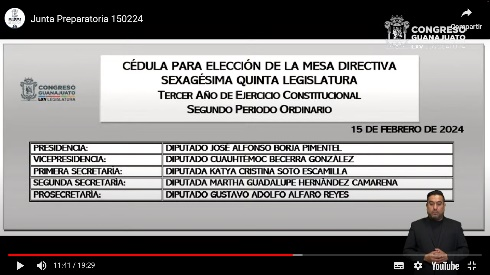 Junta Preparatoria 150224
Compartir
CONGRESO
GUANAJUATO
LXV LEGISLATURA
CÉDULA PARA ELECCIÓN DE LA MESA DIRECTIVA
SEXAGÉSIMA QUINTA LEGISLATURA
TERCER AÑO DE EJERCICIO CONSTITUCIONAL
SEGUNDO PERIODO ORDINARIO
CONGRESO
GUANAJUATO
LXV LEGISLATURA
15 DE FEBRERO DE 2024
PRESIDENCIA: DIPUTADO JOSÉ ALFONSO BORJA PIMENTEL
VICEPRESIDENCIA: DIPUTADO CUAUHTÉMOC BECERRA GONZÁLEZ
PRIMERA SECRETARÍA: DIPUTADA KATYA CRISTINA SOTO ESCAMILLA
SEGUNDA SECRETARÍA: DIPUTADA MARTHA GUADALUPE HERNÁNDEZ CAMARENA
PROSECRETARÍA: DIPUTADO GUSTAVO ADOLFO ALFARO REYES
11:41 / 19:29
YouTube